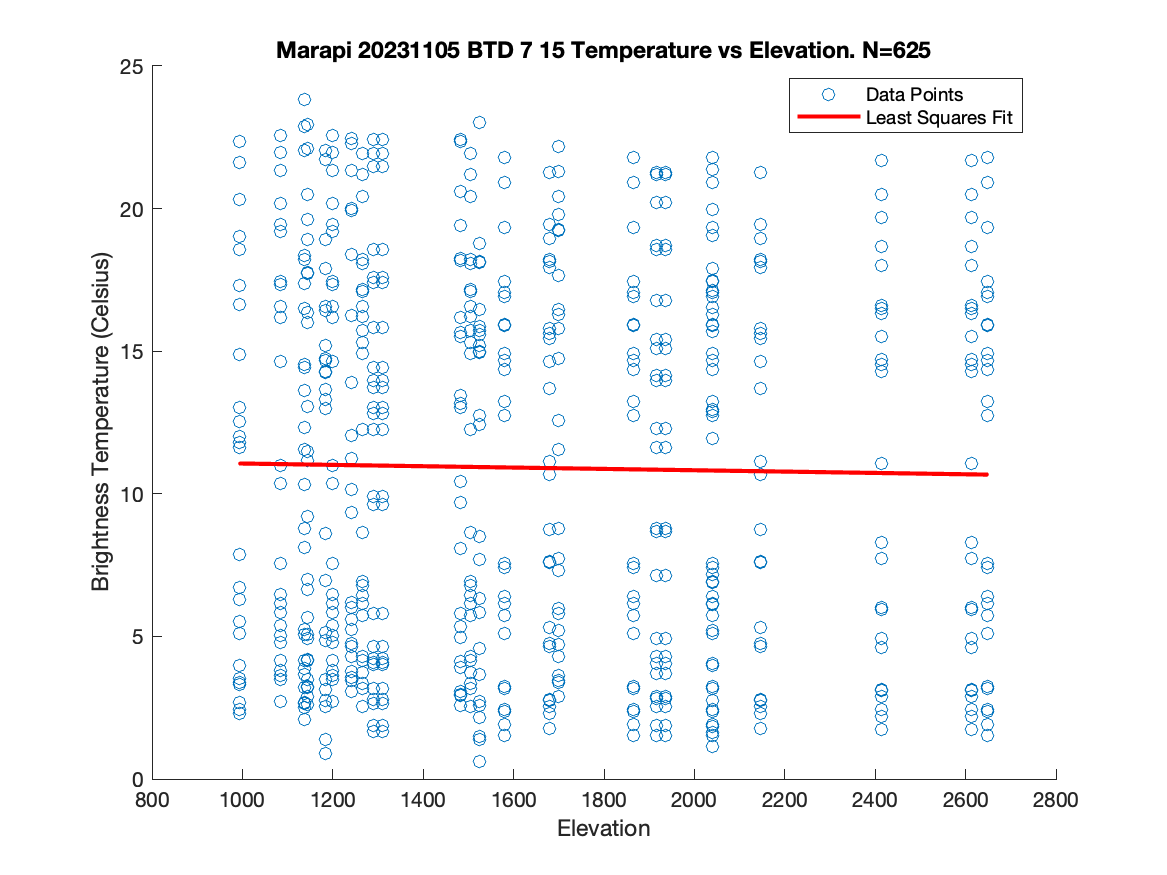 Marapi 20231105 BTD 7 15 Temperature vs Elevation. N=625
Data Points
Least Squares Fit
Brightness Temperature (Celsius)
25
20
15
10
5
0
800 1000 1200 1400 1600 1800 2000 2200 2400 2600 2800
Elevation